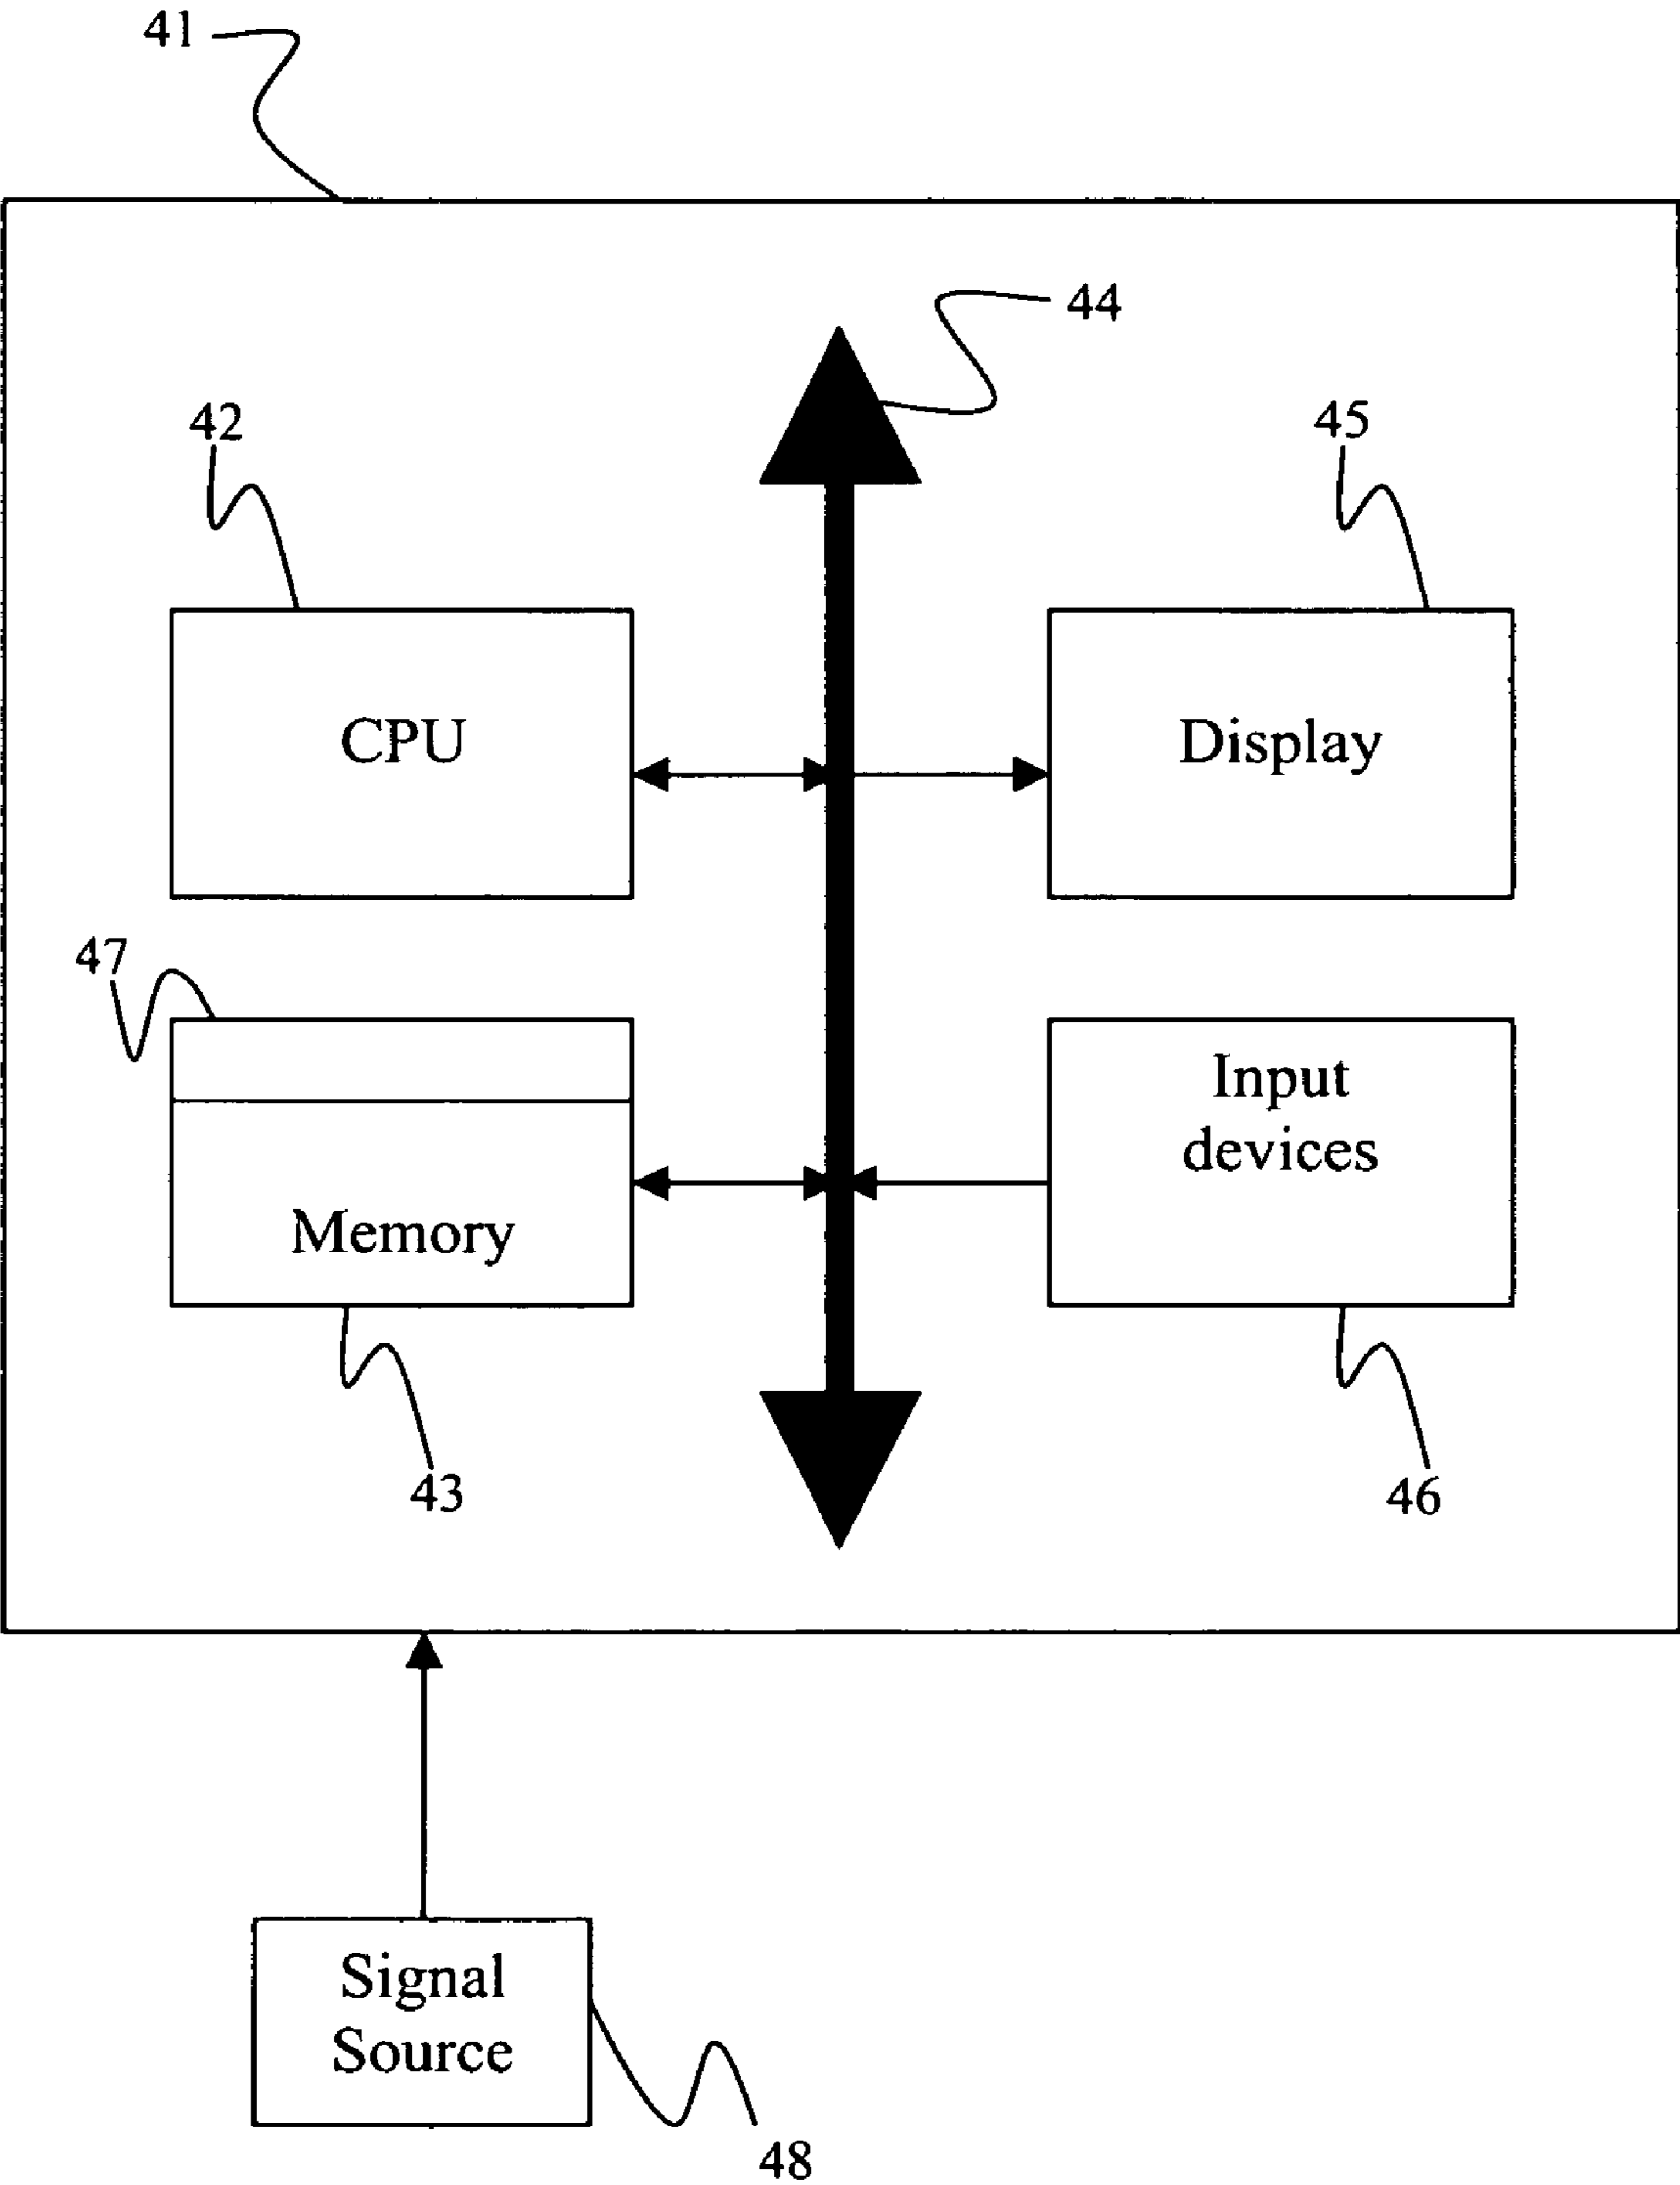 41
44
42
45
CPU
Display
47
Input
devices
Memory
43
46
Signal
Source
48